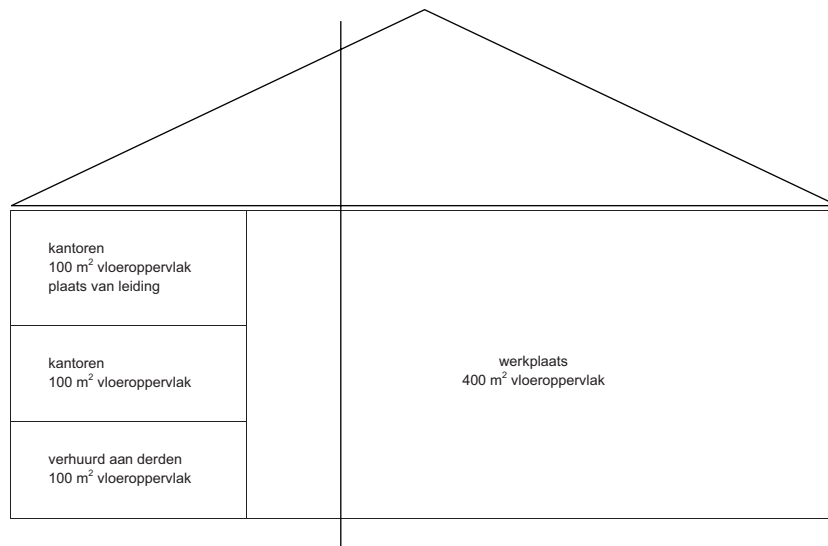 kantoren
100 m² vloeroppervlak
plaats van leiding
kantoren
100 m² vloeroppervlak
werkplaats
400 m² vloeroppervlak
verhuurd aan derden
100 m² vloeroppervlak